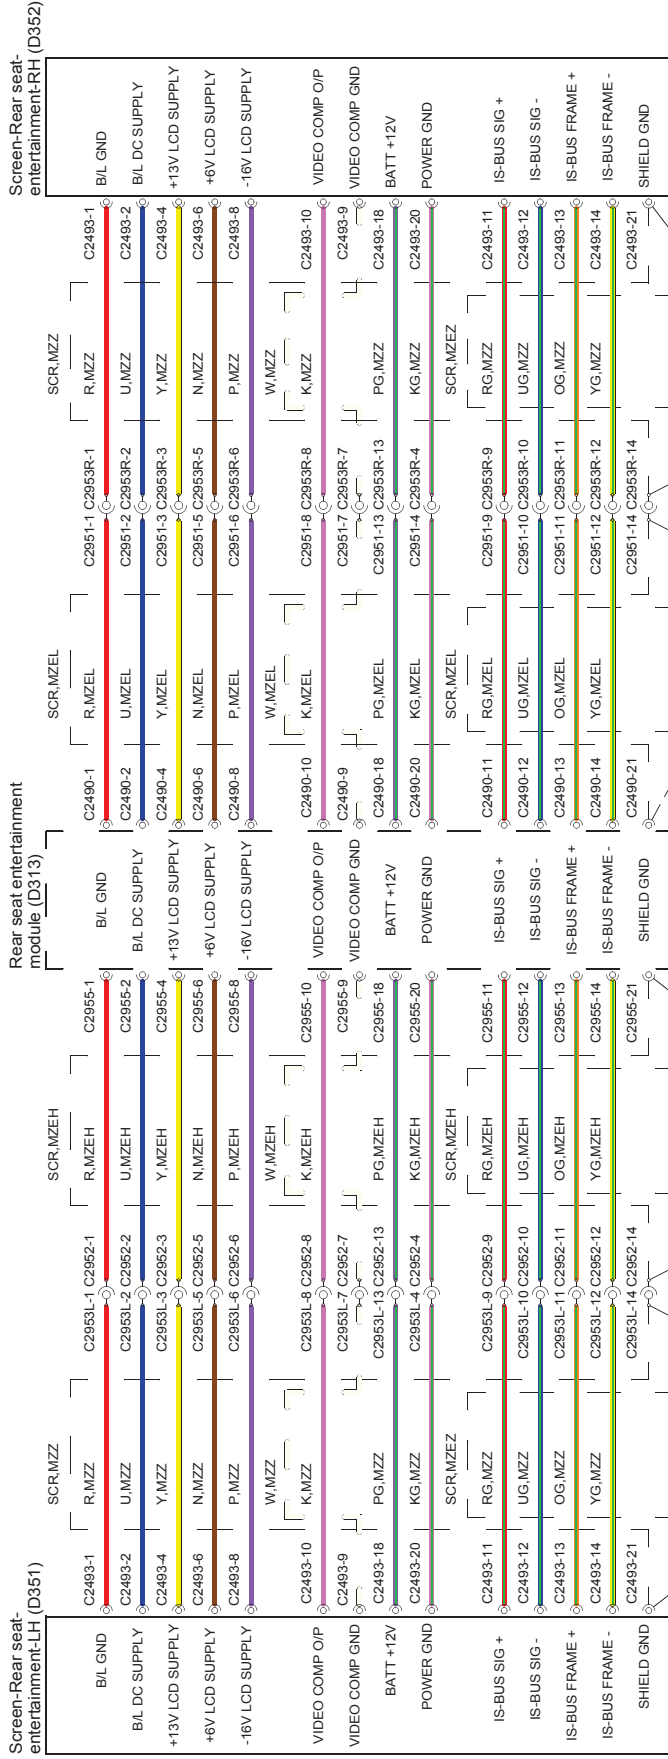 Screen-Rear seat-
entertainment-LH (D351)
Rear seat entertainment
module (D313)
Screen-Rear seat-
entertainment-RH (D352)
SCR,MZZ SCR,MZEH SCR,MZEL SCR,MZZ
B/L GND C2493-1 R,MZZ C2953L-1 C2952-1 R,MZEH C2955-1 B/L GND C2490-1 R,MZEL C2951-1 C2953R-1 R,MZZ C2493-1 B/L GND
B/L DC SUPPLY C2493-2 U,MZZ C2953L-2 C2952-2 U,MZEH C2955-2 B/L DC SUPPLY C2490-2 U,MZEL C2951-2 C2953R-2 U,MZZ C2493-2 B/L DC SUPPLY
+13V LCD SUPPLY C2493-4 Y,MZZ C2953L-3 C2952-3 Y,MZEH C2955-4 +13V LCD SUPPLY C2490-4 Y,MZEL C2951-3 C2953R-3 Y,MZZ C2493-4 +13V LCD SUPPLY
+6V LCD SUPPLY C2493-6 N,MZZ C2953L-5 C2952-5 N,MZEH C2955-6 +6V LCD SUPPLY C2490-6 N,MZEL C2951-5 C2953R-5 N,MZZ C2493-6 +6V LCD SUPPLY
-16V LCD SUPPLY C2493-8 P,MZZ C2953L-6 C2952-6 P,MZEH C2955-8 -16V LCD SUPPLY C2490-8 P,MZEL C2951-6 C2953R-6 P,MZZ C2493-8 -16V LCD SUPPLY
W,MZZ W,MZEH W,MZEL W,MZZ
VIDEO COMP O/P C2493-10 K,MZZ C2953L-8 C2952-8 K,MZEH C2955-10 VIDEO COMP O/P C2490-10 K,MZEL C2951-8 C2953R-8 K,MZZ C2493-10 VIDEO COMP O/P
VIDEO COMP GND C2493-9 C2953L-7 C2952-7 C2955-9 VIDEO COMP GND C2490-9 C2951-7 C2953R-7 C2493-9 VIDEO COMP GND
BATT +12V C2493-18 PG,MZZ C2953L-13 C2952-13 PG,MZEH C2955-18 BATT +12V C2490-18 PG,MZEL C2951-13 C2953R-13 PG,MZZ C2493-18 BATT +12V
POWER GND C2493-20 KG,MZZ C2953L-4 C2952-4 KG,MZEH C2955-20 POWER GND C2490-20 KG,MZEL C2951-4 C2953R-4 KG,MZZ C2493-20 POWER GND
SCR,MZEZ SCR,MZEH SCR,MZEL SCR,MZEZ
IS-BUS SIG + C2493-11 RG,MZZ C2953L-9 C2952-9 RG,MZEH C2955-11 IS-BUS SIG + C2490-11 RG,MZEL C2951-9 C2953R-9 RG,MZZ C2493-11 IS-BUS SIG +
IS-BUS SIG - C2493-12 UG,MZZ C2953L-10 C2952-10 UG,MZEH C2955-12 IS-BUS SIG - C2490-12 UG,MZEL C2951-10 C2953R-10 UG,MZZ C2493-12 IS-BUS SIG -
IS-BUS FRAME + C2493-13 OG,MZZ C2953L-11 C2952-11 OG,MZEH C2955-13 IS-BUS FRAME + C2490-13 OG,MZEL C2951-11 C2953R-11 OG,MZZ C2493-13 IS-BUS FRAME +
IS-BUS FRAME - C2493-14 YG,MZZ C2953L-12 C2952-12 YG,MZEH C2955-14 IS-BUS FRAME - C2490-14 YG,MZEL C2951-12 C2953R-12 YG,MZZ C2493-14 IS-BUS FRAME -
SHIELD GND C2493-21 C2953L-14 C2952-14 C2955-21 SHIELD GND C2490-21 C2951-14 C2953R-14 C2493-21 SHIELD GND